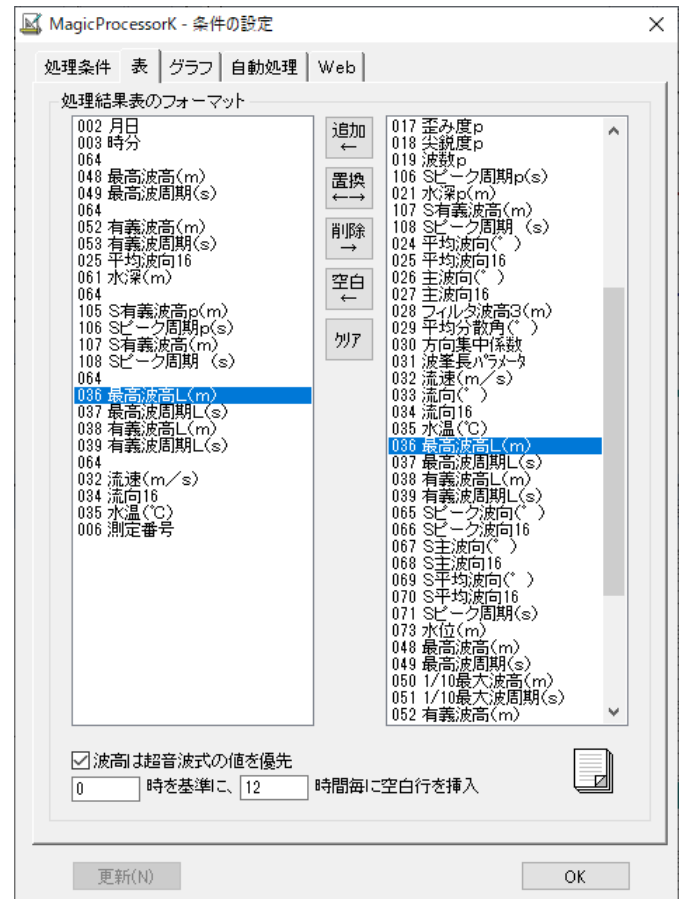 MagicProcessorK - 条件の設定
処理条件 表 グラフ 自動処理 Web
処理結果表のフォーマット
002 月日
003 時分
064
048 最高波高(m)
049 最高波周期(s)
064
052 有義波高(m)
053 有義波周期(s)
025 平均波向16
061 水深(m)
064
105 S有義波高p(m)
106 Sピーク周期p(s)
107 S有義波高(m)
108 Sピーク周期 (s)
064
036 最高波高L(m)
037 最高波周期L(s)
038 有義波高L(m)
039 有義波周期L(s)
064
032 流速(m/s)
034 流向16
035 水温(℃)
006 測定番号
追加
←
置換
←→
削除
→
空白
←
クリア
017 歪み度p
018 尖鋭度p
019 波数p
106 Sピーク周期p(s)
021 水深p(m)
107 S有義波高(m)
108 Sピーク周期 (s)
024 平均波向(゜)
025 平均波向16
026 主波向(゜)
027 主波向16
028 フィルタ波高3(m)
029 平均分散角(゜)
030 方向集中係数
031 波峯長パラメータ
032 流速(m/s)
033 流向(゜)
034 流向16
035 水温(℃)
036 最高波高L(m)
037 最高波周期L(s)
038 有義波高L(m)
039 有義波周期L(s)
065 Sピーク波向(゜)
066 Sピーク波向16
067 S主波向(゜)
068 S主波向16
069 S平均波向(゜)
070 S平均波向16
071 Sピーク周期(s)
073 水位(m)
048 最高波高(m)
049 最高波周期(s)
050 1/10最大波高(m)
051 1/10最大波周期(s)
052 有義波高(m)
波高は超音波式の値を優先
0 時を基準に、 12 時間毎に空白行を挿入
更新(N)
OK